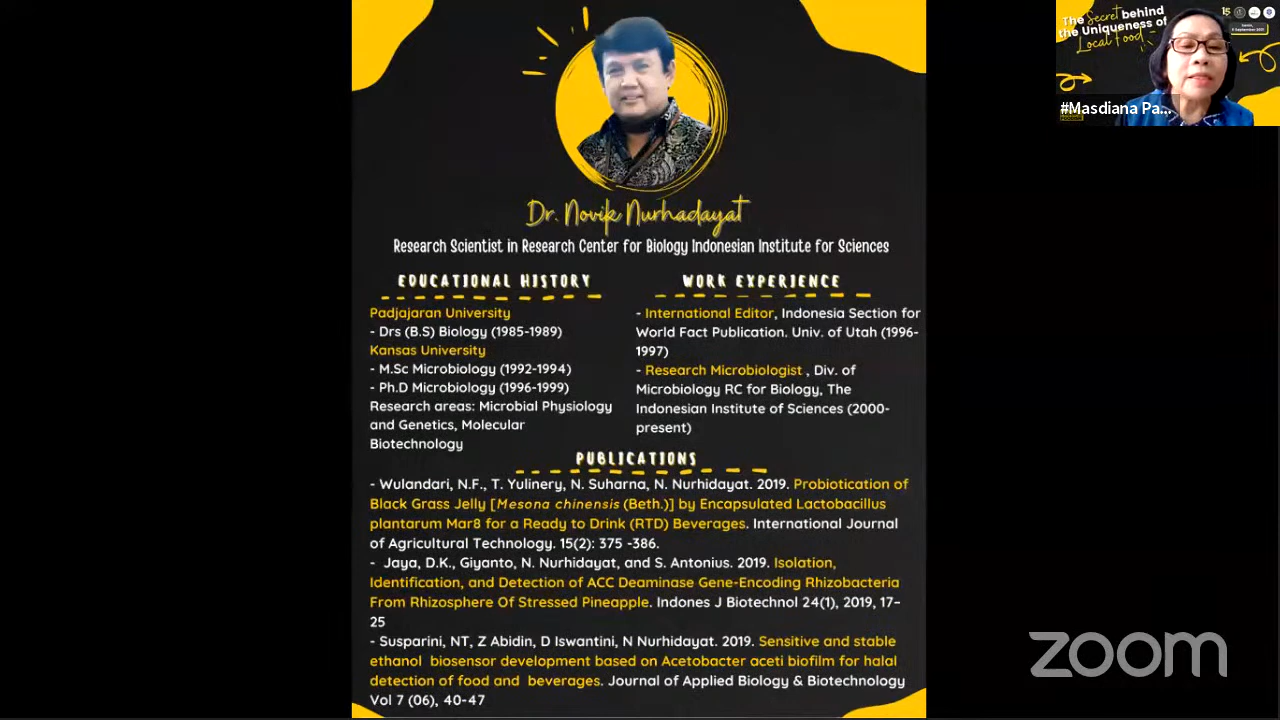 Dr. Novik Nurhadayat
Research Scientist in Research Center for Biology Indonesian Institute for Sciences
EDUCATIONAL HISTORY
Padjajaran University
- Drs (B.S) Biology (1985-1989)
Kansas University
- M.Sc Microbiology (1992-1994)
- Ph.D Microbiology (1996-1999)
Research areas: Microbial Physiology
and Genetics, Molecular
Biotechnology
WORK EXPERIENCE
- International Editor, Indonesia Section for
World Fact Publication. Univ. of Utah (1996-
1997)
- Research Microbiologist , Div. of
Microbiology RC for Biology, The
Indonesian Institute of Sciences (2000-
present)
PUBLICATIONS
- Wulandari, N.F., T. Yulinery, N. Suharna, N. Nurhidayat. 2019. Probiotication of
Black Grass Jelly [Mesona chinensis (Beth.)] by Encapsulated Lactobacillus
plantarum Mar8 for a Ready to Drink (RTD) Beverages. International Journal
of Agricultural Technology. 15(2): 375 -386.
- Jaya, D.K., Giyanto, N. Nurhidayat, and S. Antonius. 2019. Isolation,
Identification, and Detection of ACC Deaminase Gene-Encoding Rhizobacteria
From Rhizosphere Of Stressed Pineapple. Indones J Biotechnol 24(1), 2019, 17–
25
- Susparini, NT, Z Abidin, D Iswantini, N Nurhidayat. 2019. Sensitive and stable
ethanol biosensor development based on Acetobacter aceti biofilm for halal
detection of food and beverages. Journal of Applied Biology & Biotechnology
Vol 7 (06), 40-47
The Secret behind
the Uniqueness of
Local Food
15
#Masdiana Pa...
zoom